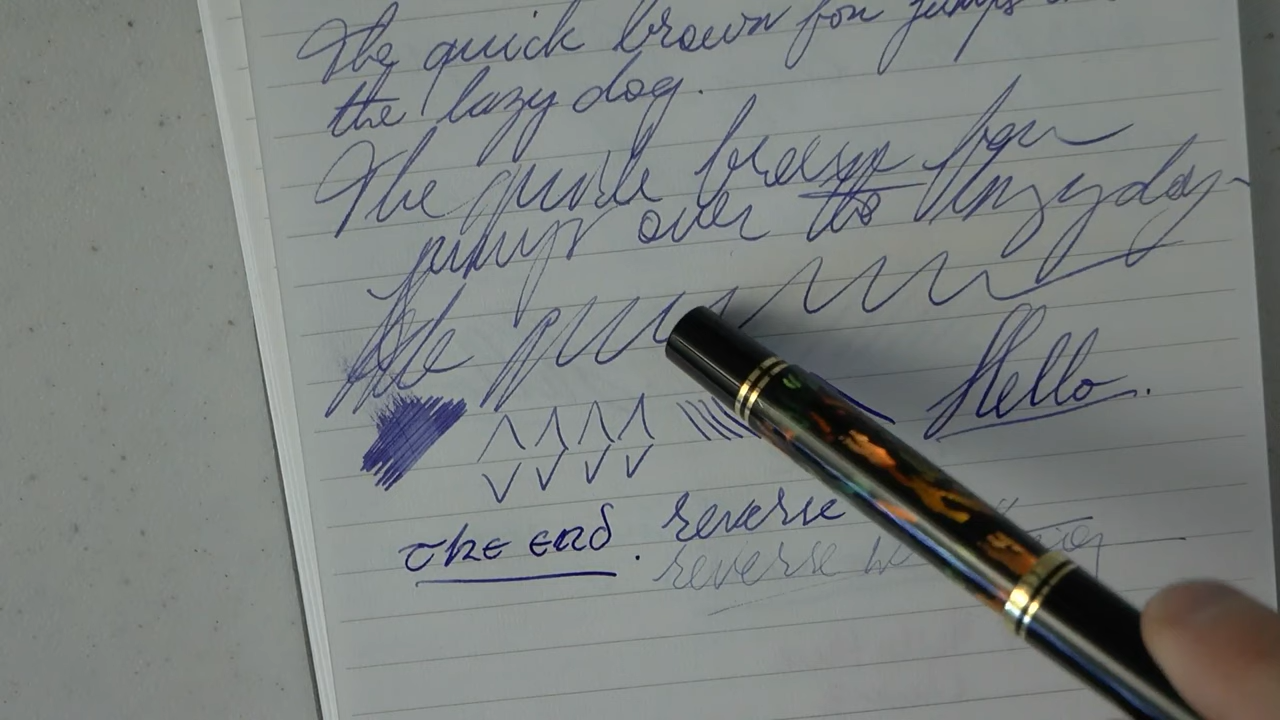 The quick brown fox jumps
the lazy dog.
The quick brown fox
jumps over the lazy dog
The
Hello.
the end. reverse
reverse